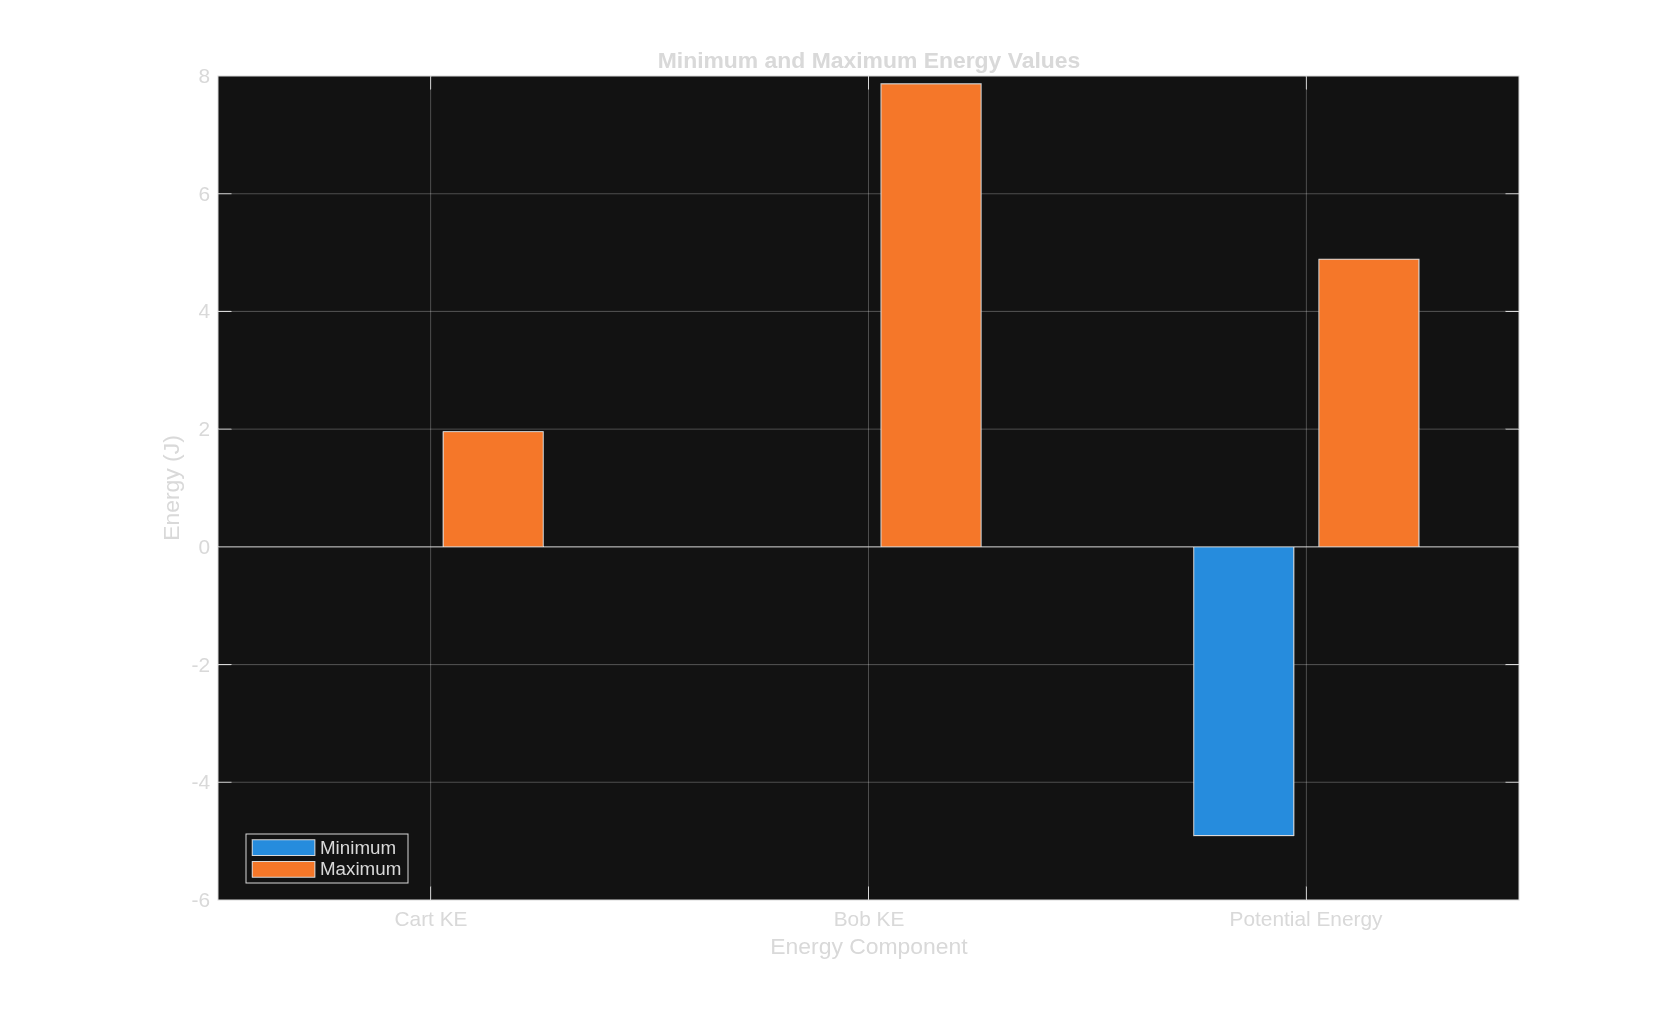 Minimum and Maximum Energy Values
8
6
4
2
0
-2
-4
-6
Energy (J)
Minimum
Maximum
Cart KE
Bob KE
Potential Energy
Energy Component